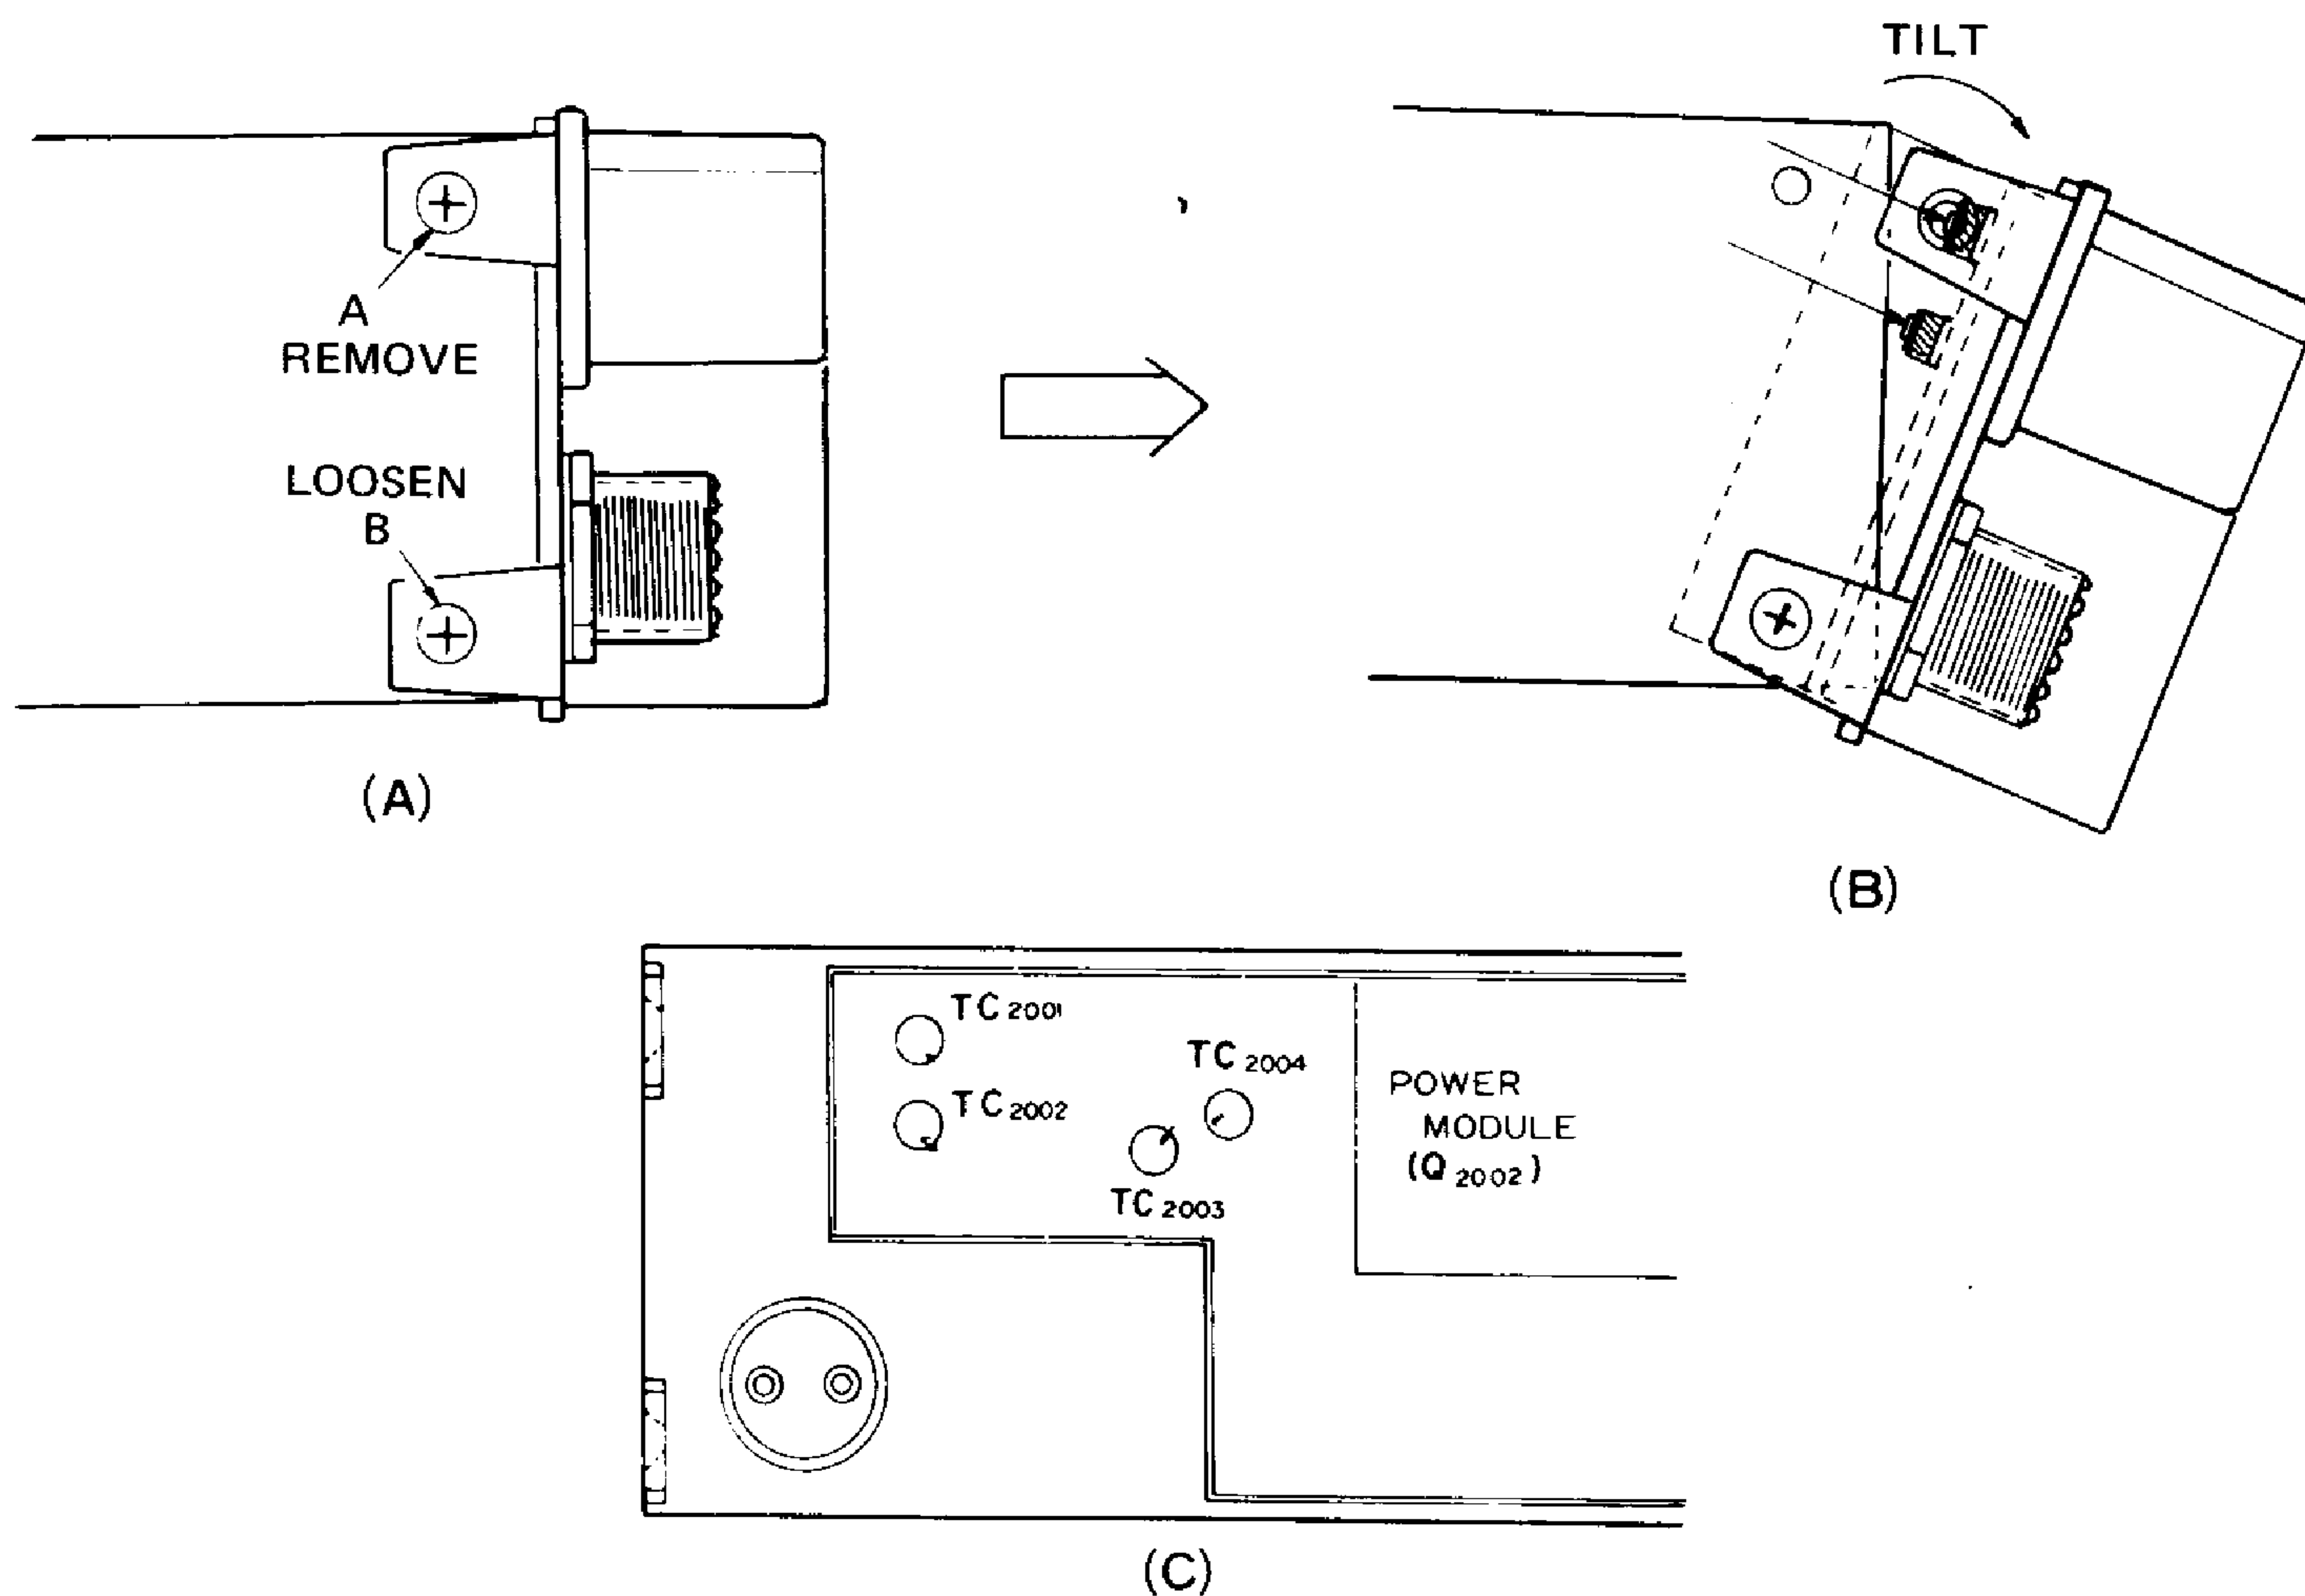 TILT
A
REMOVE
LOOSEN
B
(A)
(B)
TC2001
TC2002
TC2004
TC2003
POWER
MODULE
(Q2002)
(C)